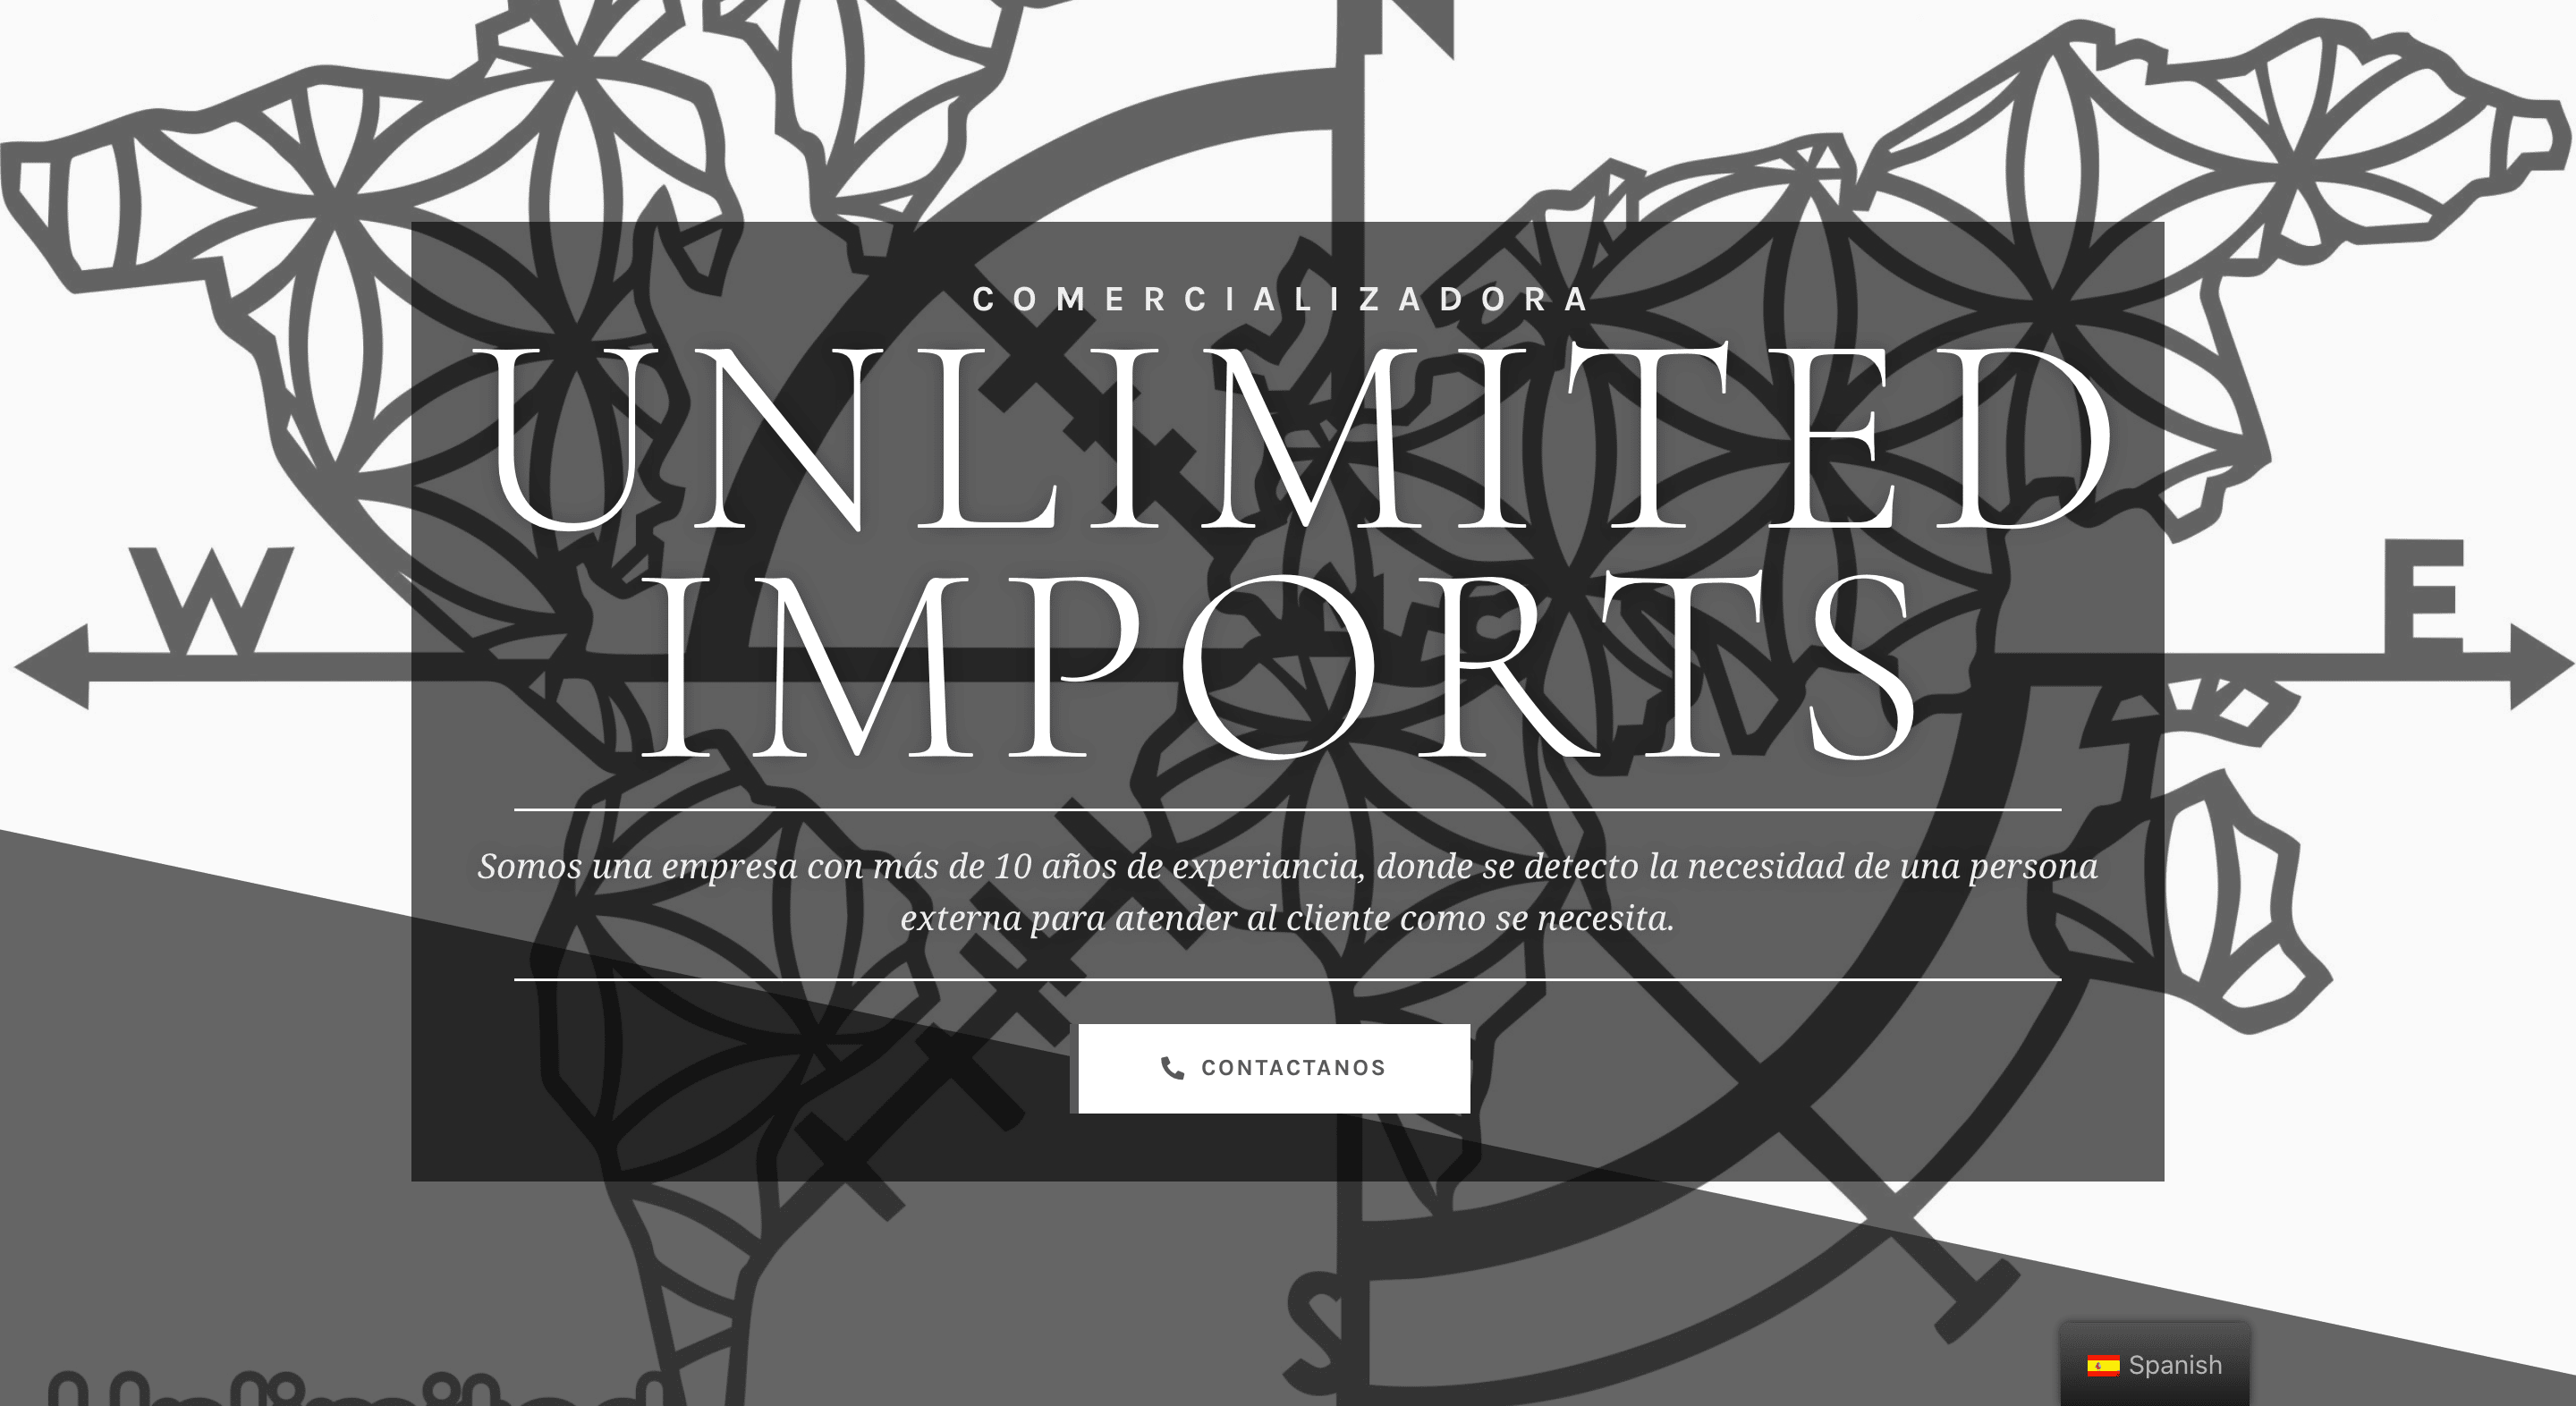 N
COMERCIALIZADORA
UNLIMITED
IMPORTS
W
E
Somos una empresa con más de 10 años de experiancia, donde se detecto la necesidad de una persona
externa para atender al cliente como se necesita.
CONTACTANOS
S
Spanish